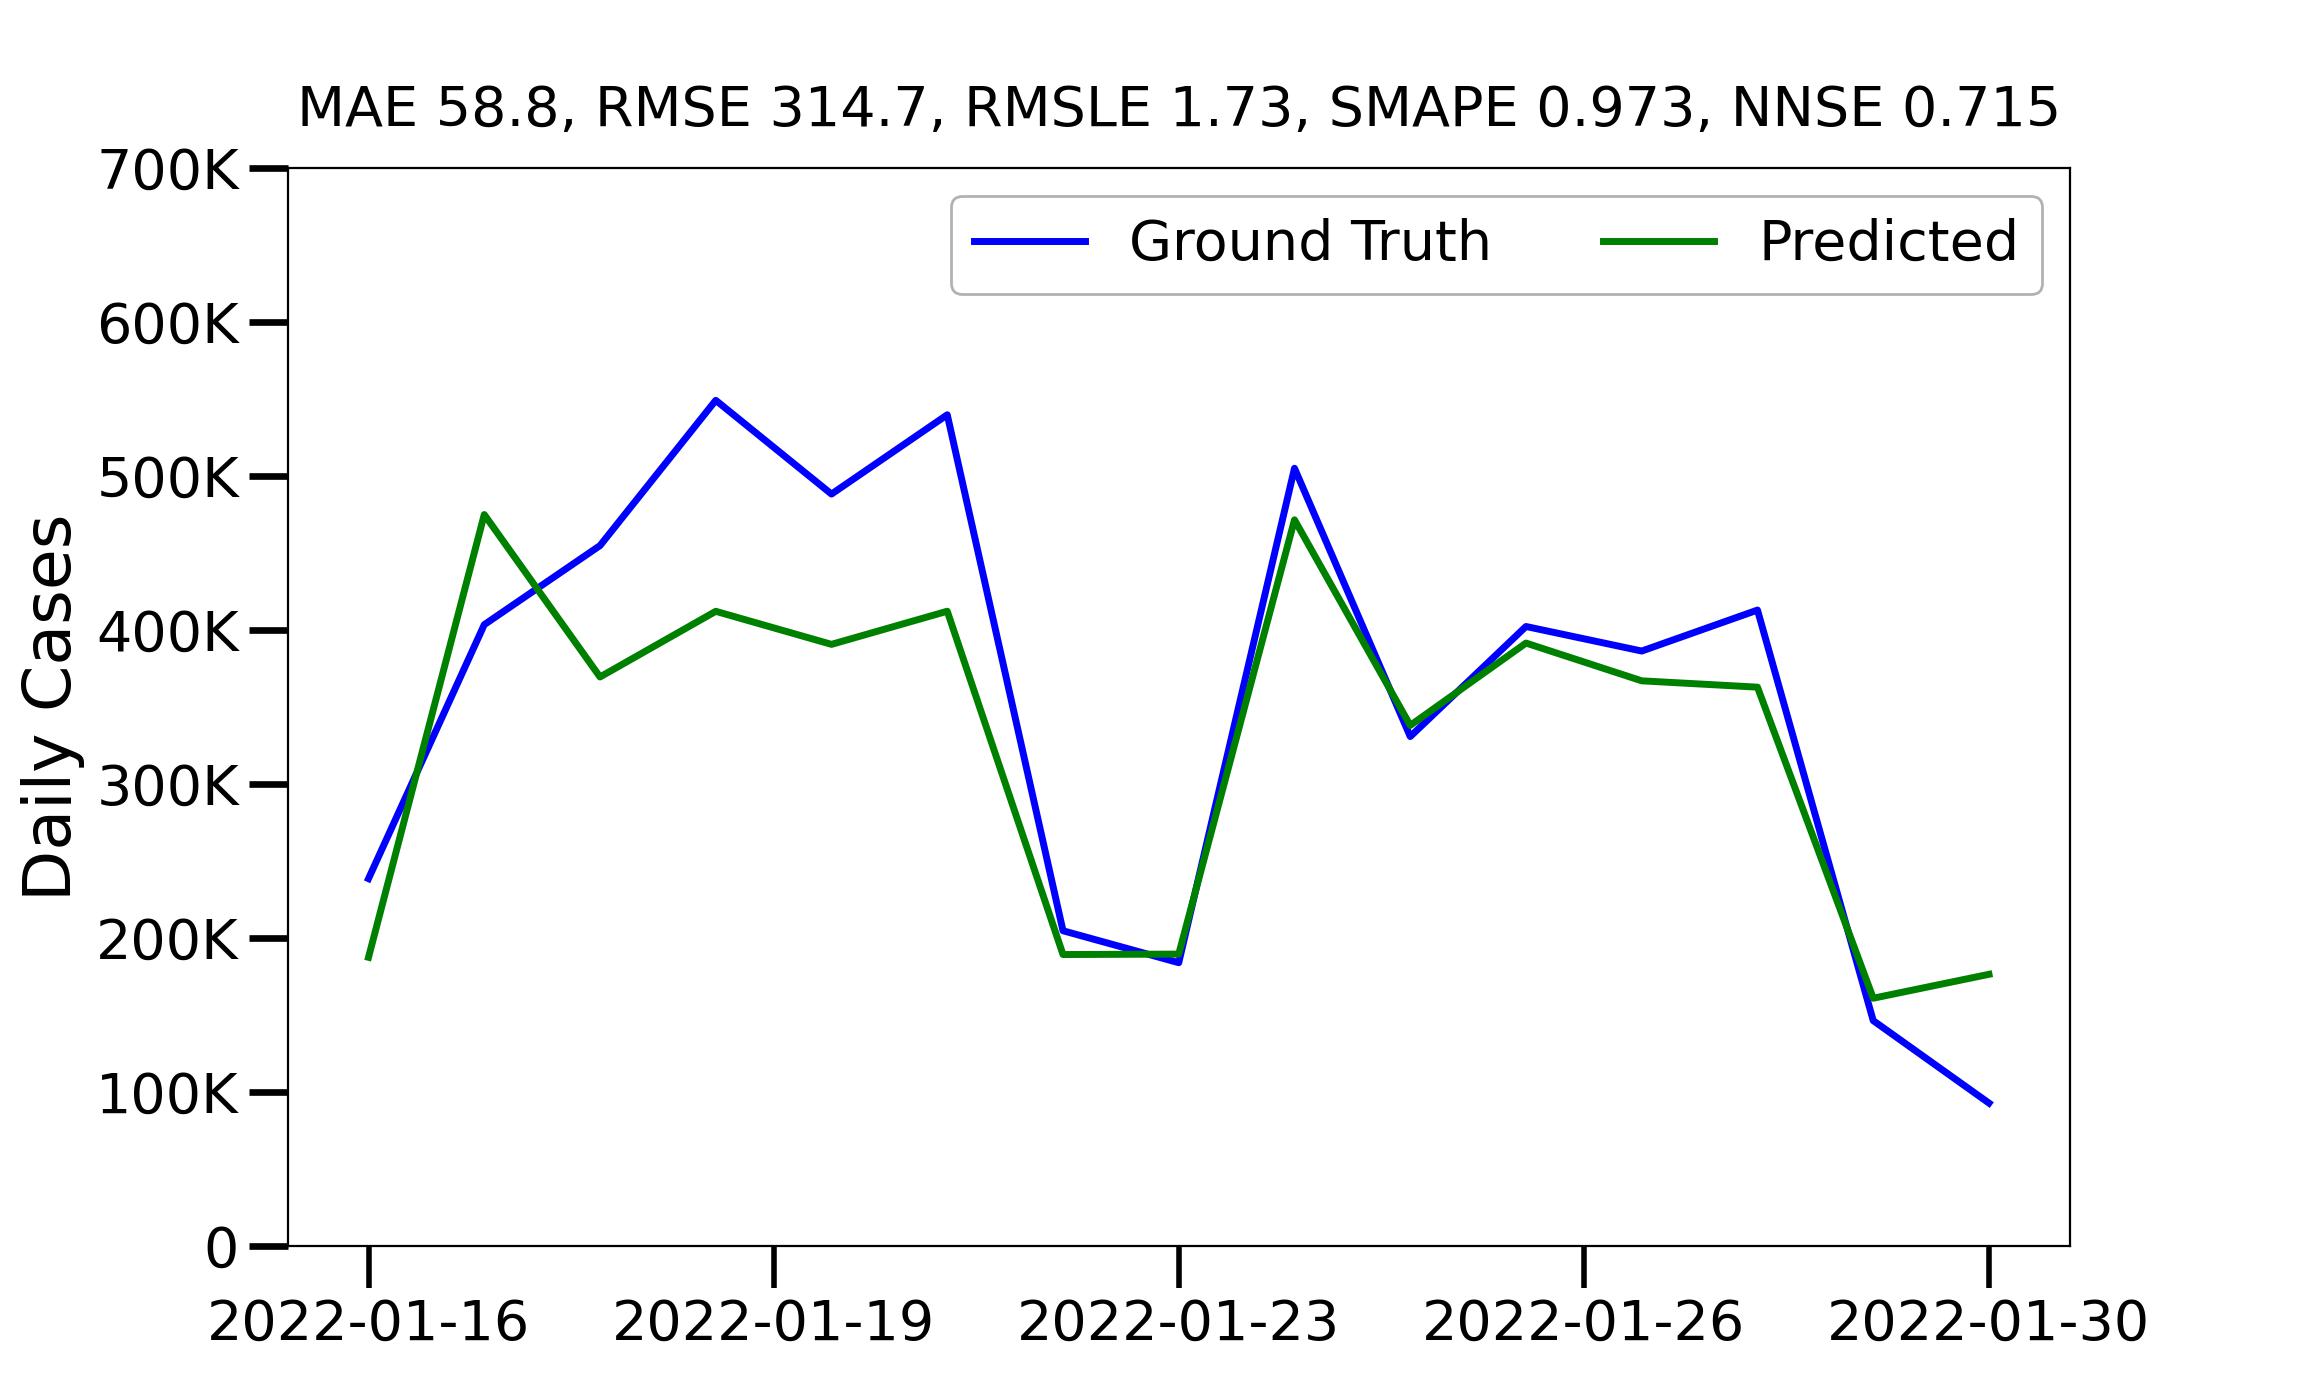 MAE 58.8, RMSE 314.7, RMSLE 1.73, SMAPE 0.973, NNSE 0.715
Ground Truth
Predicted
Daily Cases
700K
600K
500K
400K
300K
200K
100K
0
2022-01-16
2022-01-19
2022-01-23
2022-01-26
2022-01-30